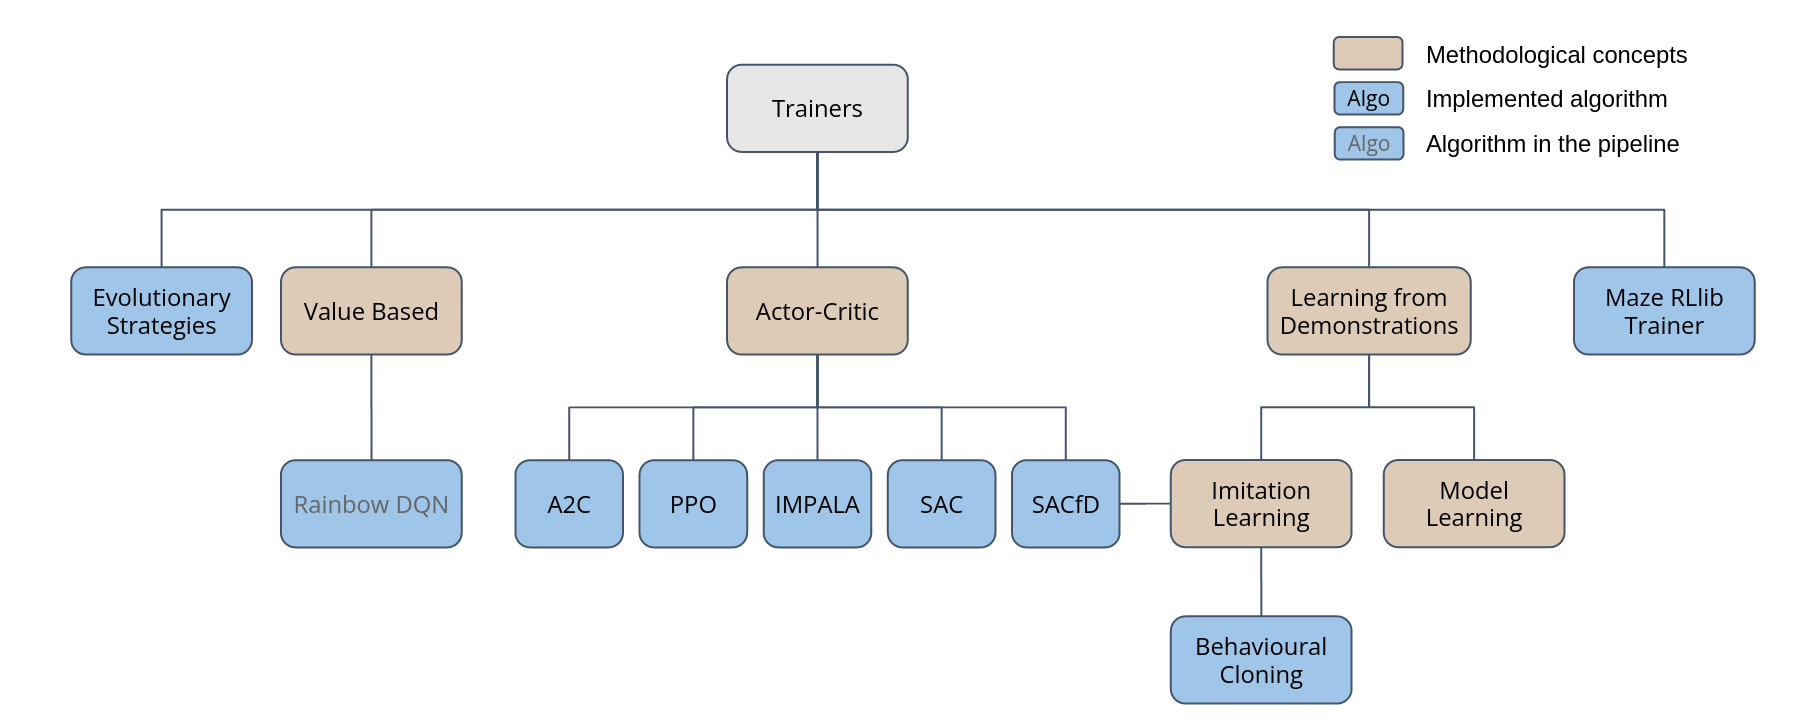 Trainers
Methodological concepts
Algo
Implemented algorithm
Algo
Algorithm in the pipeline
Evolutionary
Strategies
Value Based
Actor-Critic
Learning from
Demonstrations
Maze RLlib
Trainer
Rainbow DQN
A2C
PPO
IMPALA
SAC
SACfD
Imitation
Learning
Model
Learning
Behavioural
Cloning